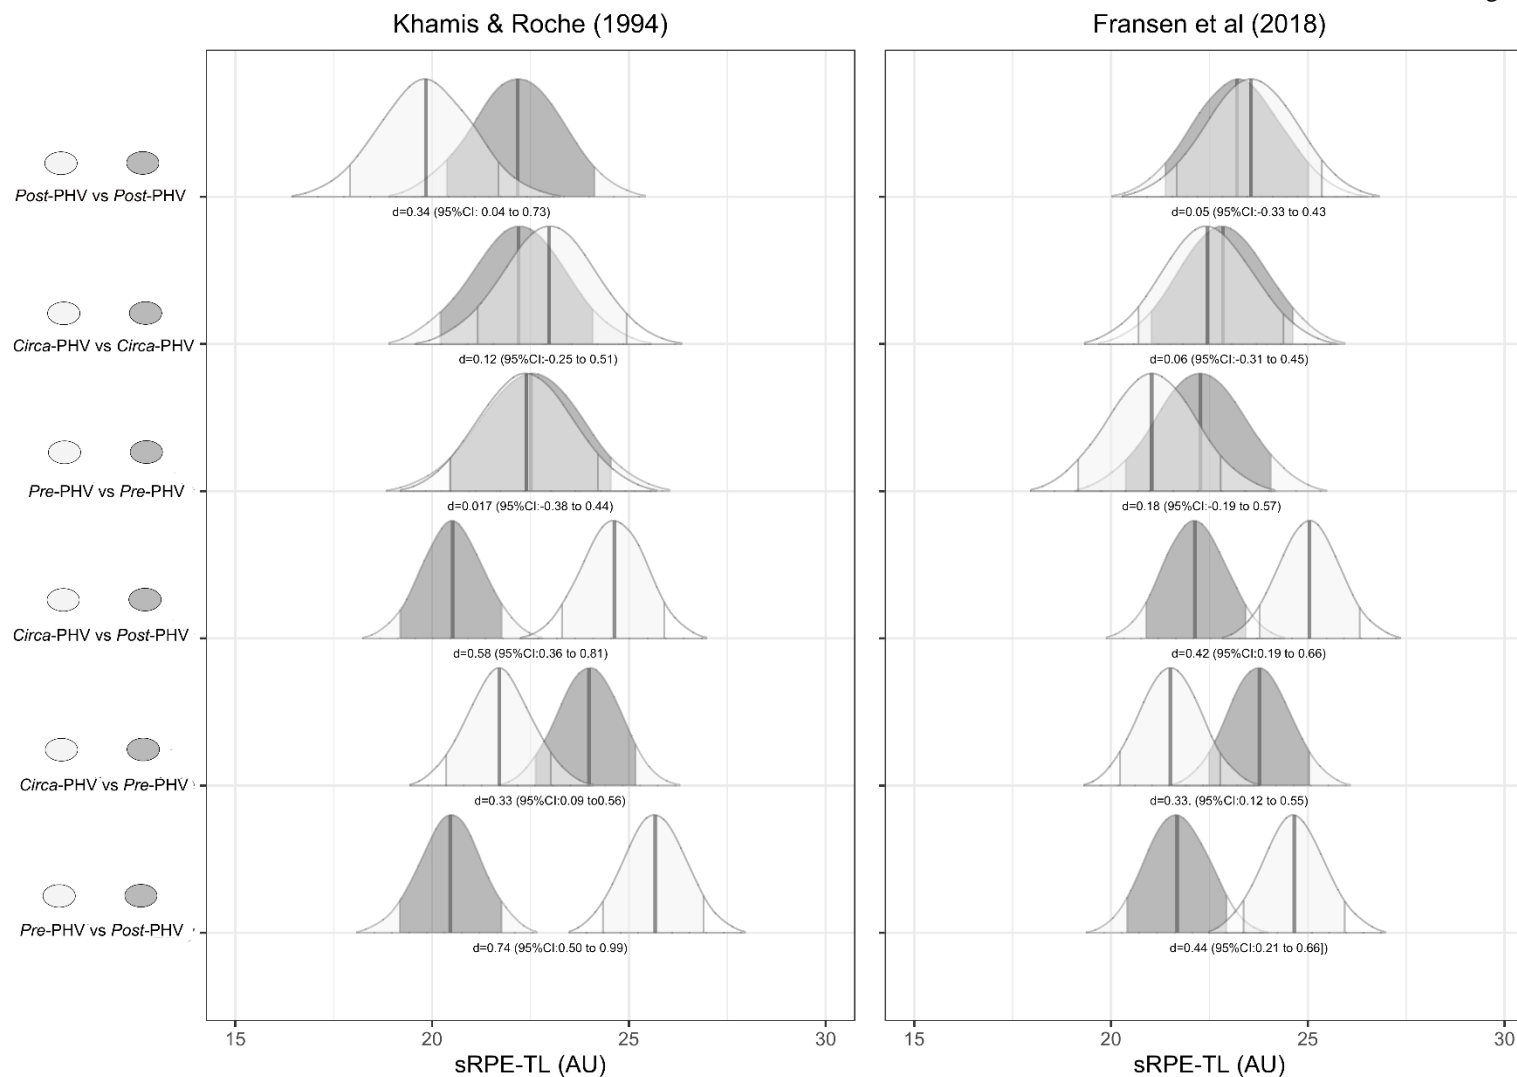 g
Khamis & Roche (1994)
Fransen et al (2018)
Post-PHV vs Post-PHV
d=0.34 (95%CI: 0.04 to 0.73)
d=0.05 (95%CI:-0.33 to 0.43
Circa-PHV vs Circa-PHV
d=0.12 (95%CI:-0.25 to 0.51)
d=0.06 (95%CI:-0.31 to 0.45)
Pre-PHV vs Pre-PHV
d=0.017 (95%CI:-0.38 to 0.44)
d=0.18 (95%CI:-0.19 to 0.57)
Circa-PHV vs Post-PHV
d=0.58 (95%CI:0.36 to 0.81)
d=0.42 (95%CI:0.19 to 0.66)
Circa-PHV vs Pre-PHV
d=0.33 (95%CI:0.09 to0.56)
d=0.33. (95%CI:0.12 to 0.55)
Pre-PHV vs Post-PHV
d=0.74 (95%CI:0.50 to 0.99)
d=0.44 (95%CI:0.21 to 0.66])
15 20 25 30
15 20 25 30
sRPE-TL (AU)
sRPE-TL (AU)